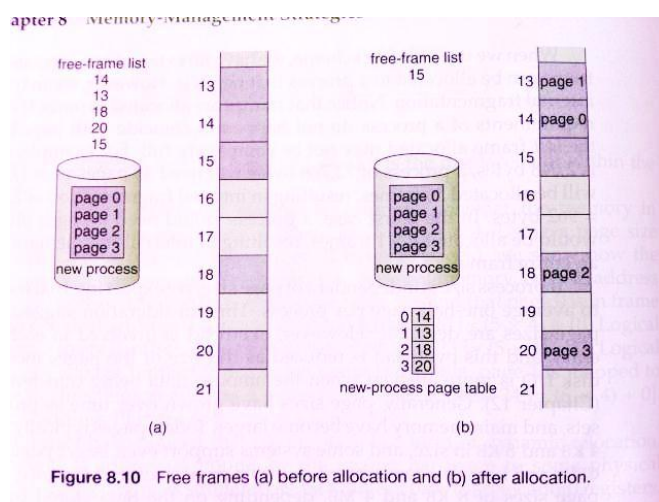 apter 8 Memory-Management Strategies
free-frame list
14
13
18
20
15
page 0
page 1
page 2
page 3
new process
13
14
15
16
17
18
19
20
21
(a)
free-frame list
15
page 0
page 1
page 2
page 3
new process
0 14
1 13
2 18
3 20
new-process page table
13 page 1
14 page 0
15
16
17
18 page 2
19
20 page 3
21
(b)
Figure 8.10 Free frames (a) before allocation and (b) after allocation.